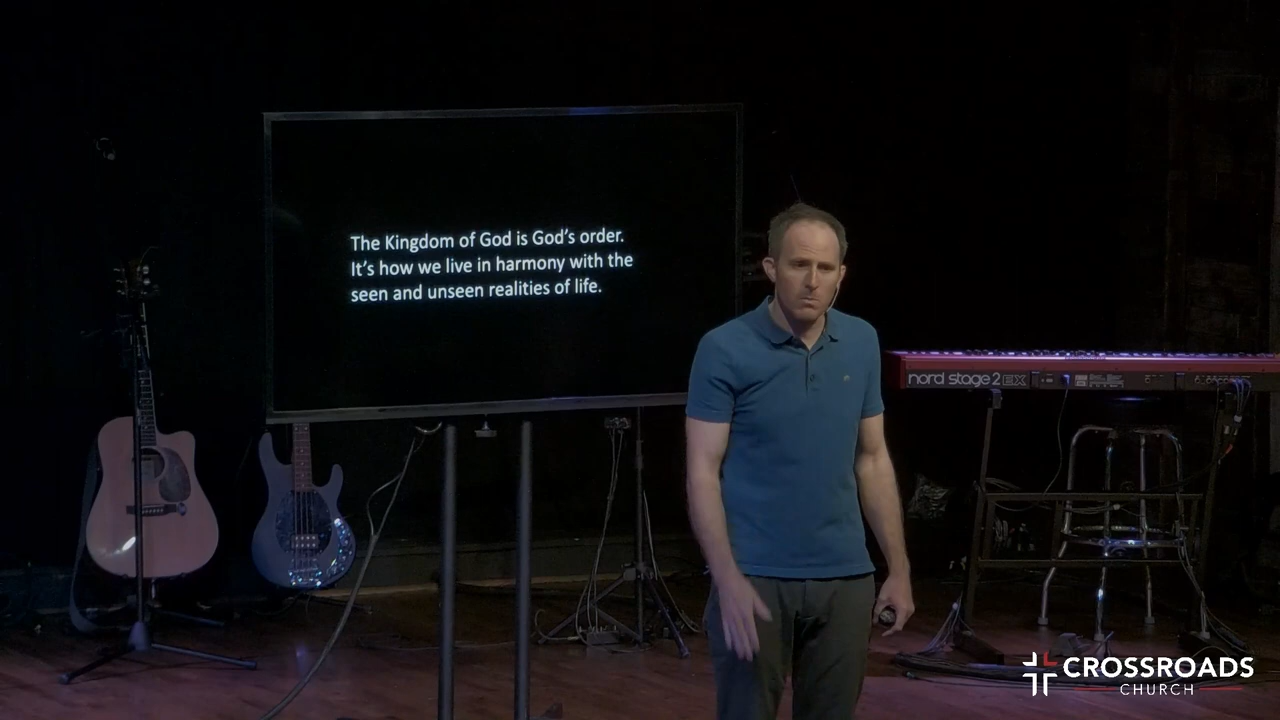 The Kingdom of God is God's order.
It's how we live in harmony with the
seen and unseen realities of life.
nord stage 2 EX
CROSSROADS
CHURCH